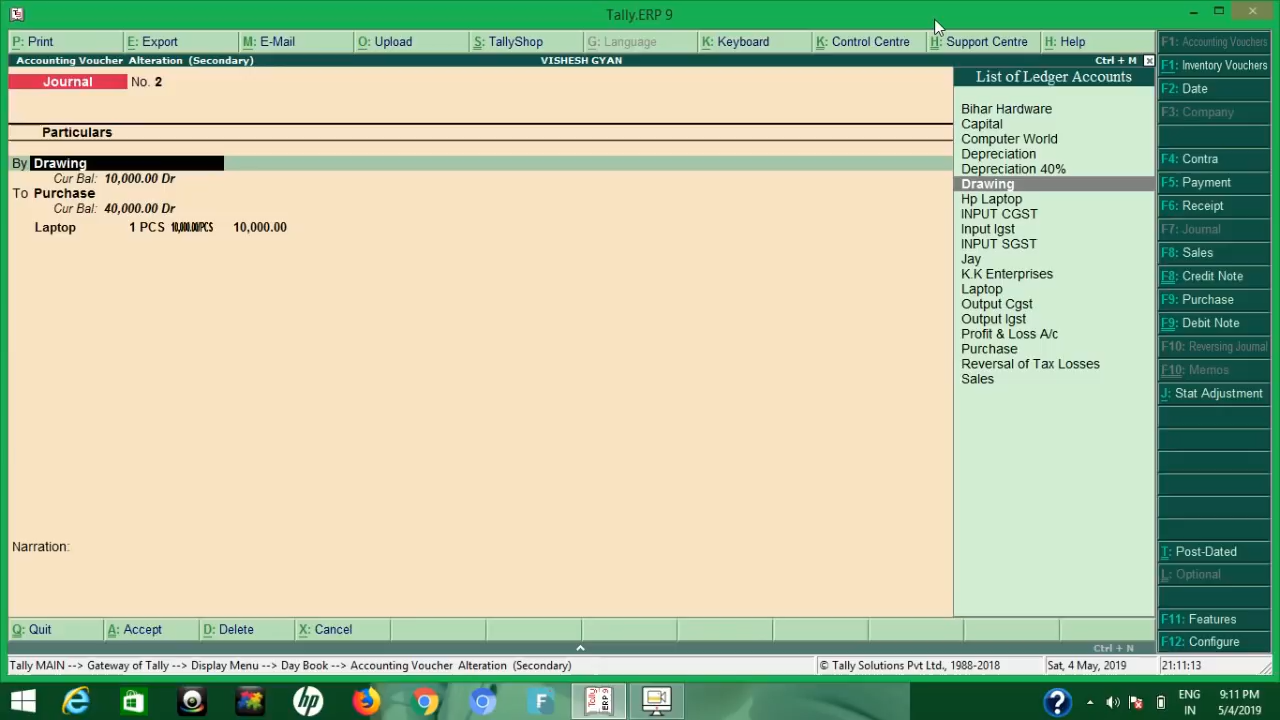 Tally.ERP 9
P: Print E: Export M: E-Mail O: Upload S: TallyShop G: Language K: Keyboard K: Control Centre H: Support Centre H: Help
Accounting Voucher Alteration (Secondary) VISHESH GYAN Ctrl + M
Journal No. 2
Particulars
By Drawing
Cur Bal: 10,000.00 Dr
To Purchase
Cur Bal: 40,000.00 Dr
Laptop 1 PCS 10,000.00/PCS 10,000.00
Narration:
List of Ledger Accounts
Bihar Hardware
Capital
Computer World
Depreciation
Depreciation 40%
Drawing
Hp Laptop
INPUT CGST
Input Igst
INPUT SGST
Jay
K.K Enterprises
Laptop
Output Cgst
Output Igst
Profit & Loss A/c
Purchase
Reversal of Tax Losses
Sales
F1: Accounting Vouchers
F1: Inventory Vouchers
F2: Date
F3: Company
F4: Contra
F5: Payment
F6: Receipt
F7: Journal
F8: Sales
F8: Credit Note
F9: Purchase
F9: Debit Note
F10: Reversing Journal
F10: Memos
J: Stat Adjustment
T: Post-Dated
L: Optional
F11: Features
F12: Configure
Q: Quit A: Accept D: Delete X: Cancel
Ctrl + N
Tally MAIN --> Gateway of Tally --> Display Menu --> Day Book --> Accounting Voucher Alteration (Secondary) © Tally Solutions Pvt Ltd., 1988-2018 Sat, 4 May, 2019 21:11:13
hp
F
Tally
ERP 9
?
ENG
IN
9:11 PM
5/4/2019